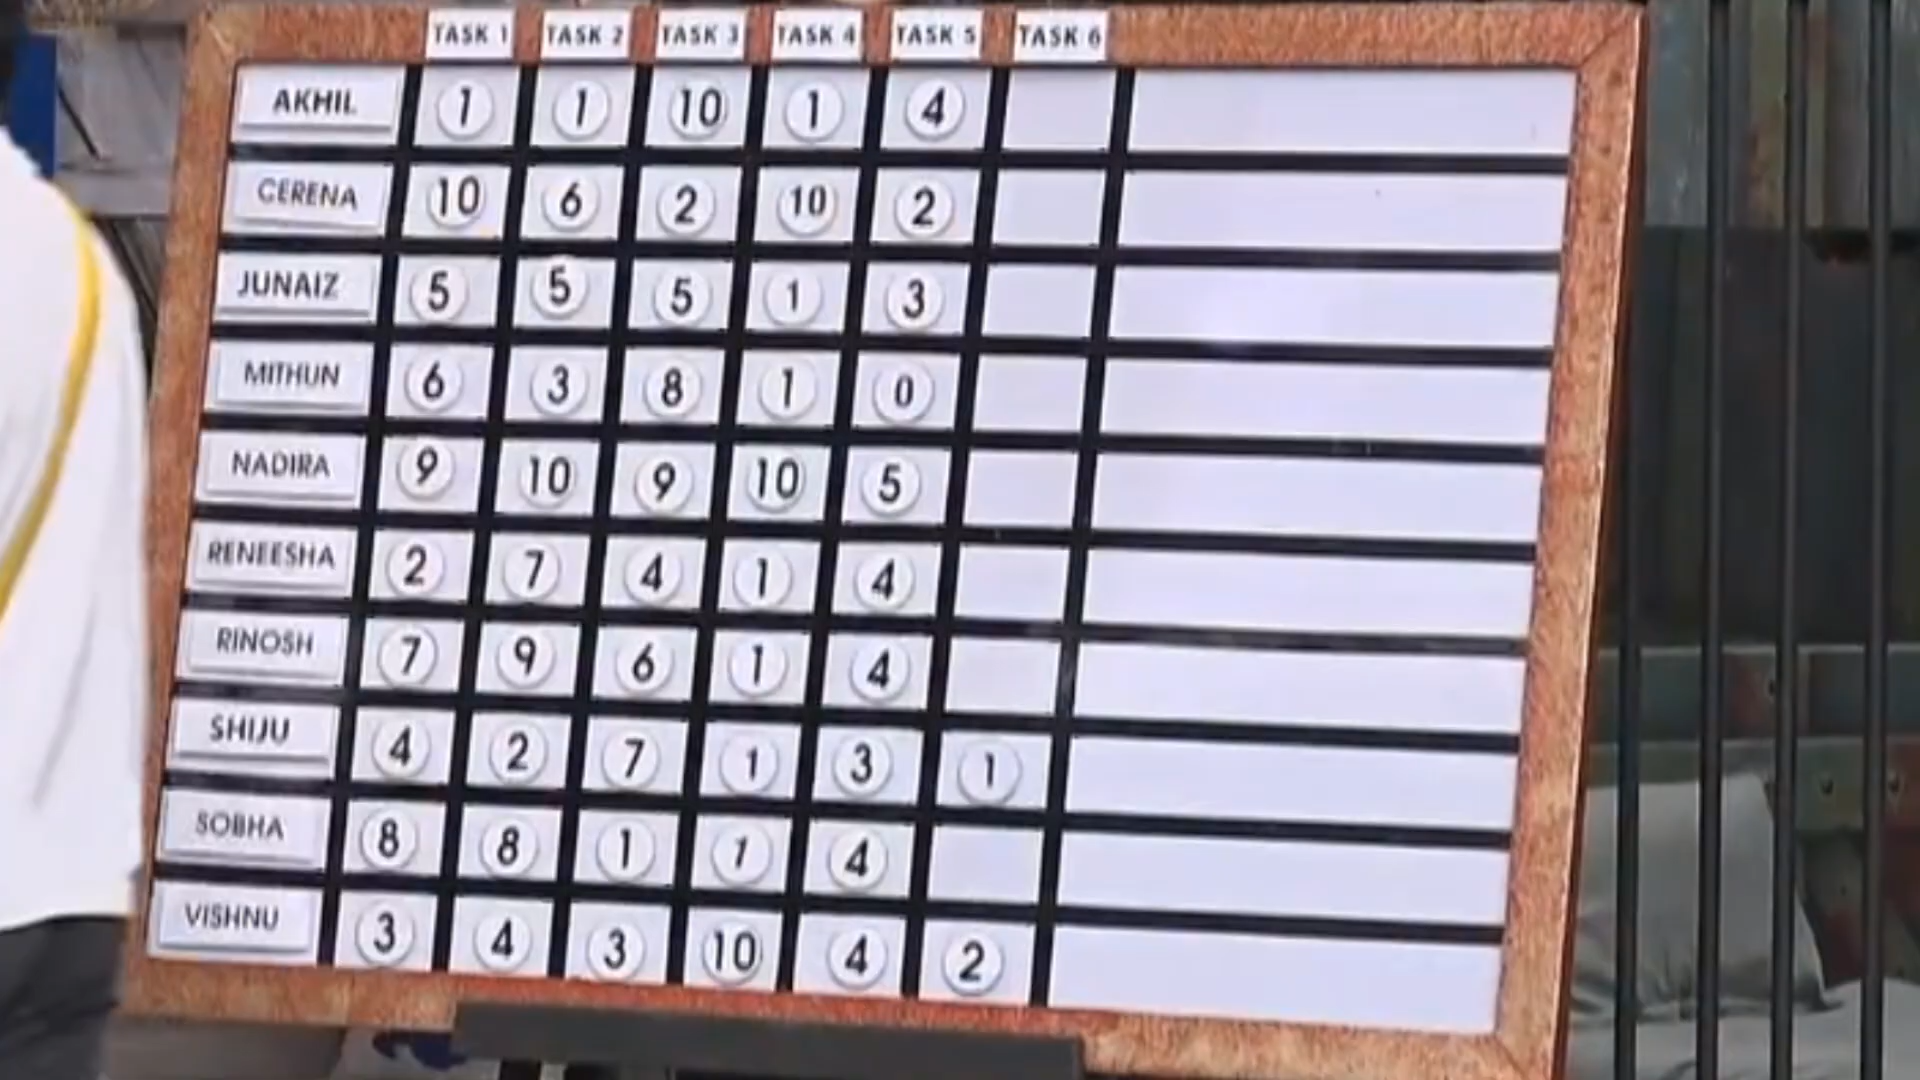 TASK 1 TASK 2 TASK 3 TASK 4 TASK 5 TASK 6
AKHIL 1 1 10 1 4
CERENA 10 6 2 10 2
JUNAIZ 5 5 5 1 3
MITHUN 6 3 8 1 0
NADIRA 9 10 9 10 5
RENEESHA 2 7 4 1 4
RINOSH 7 9 6 1 4
SHIJU 4 2 7 1 3 1
SOBHA 8 8 1 1 4
VISHNU 3 4 3 10 4 2